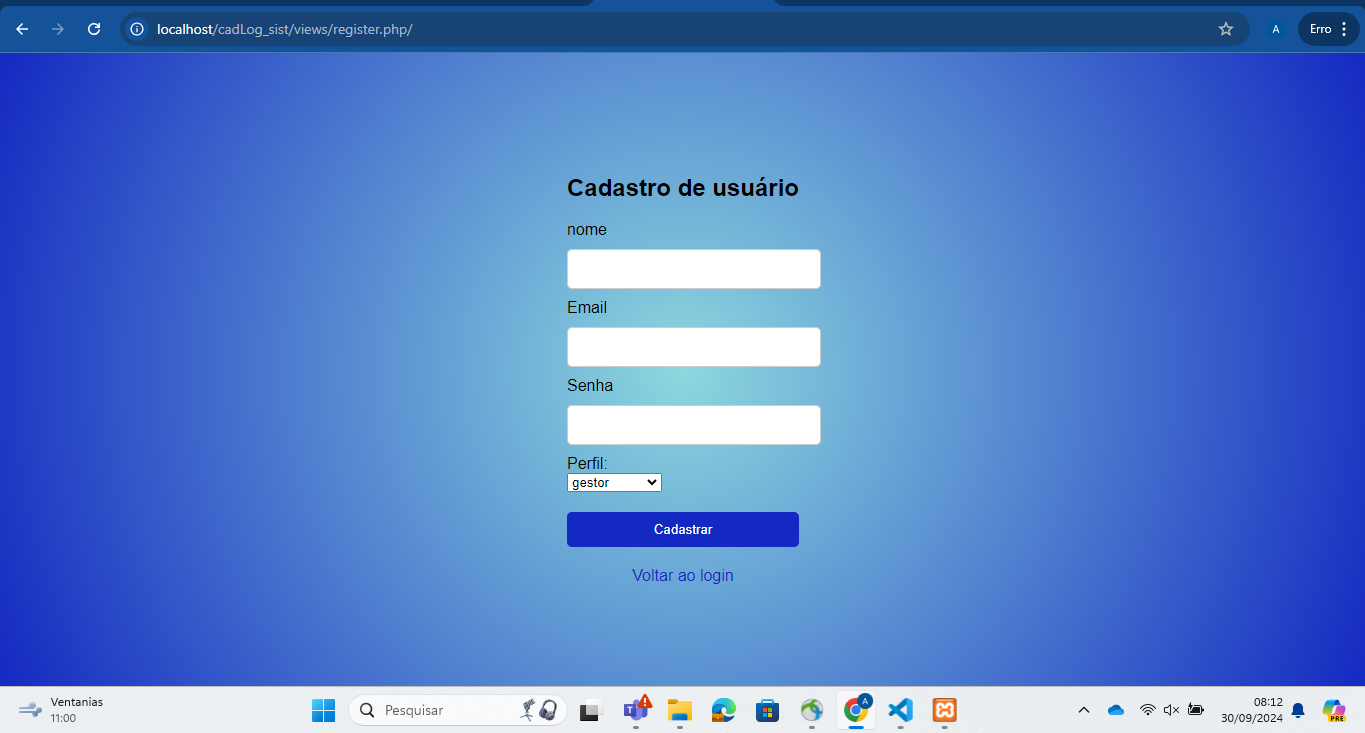 localhost/cadLog_sist/views/register.php/
A
Erro
Cadastro de usuário
nome
Email
Senha
Perfil:
gestor
Cadastrar
Voltar ao login
Ventanias
11:00
Pesquisar
A
08:12
30/09/2024
PRE